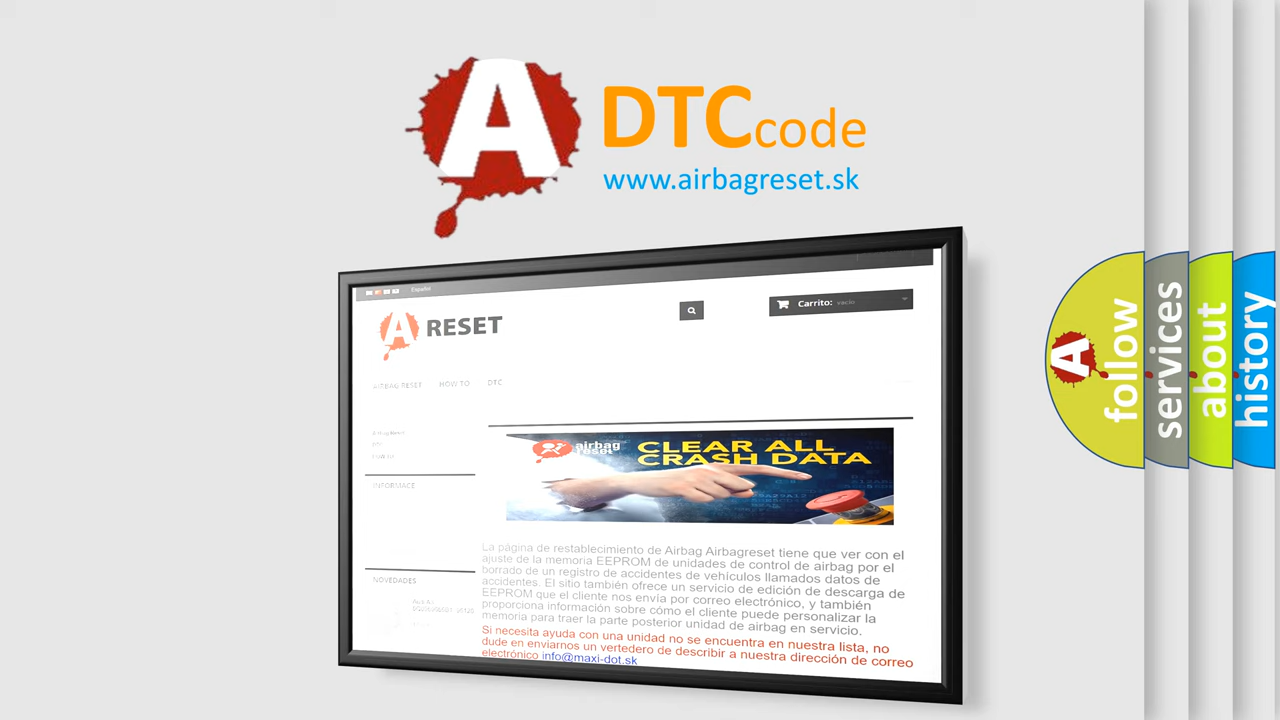 A DTC code
www.airbagreset.sk
Español
A RESET
Carrito: vacío
AIRBAG RESET HOW TO DTC
airbag reset
CLEAR ALL
CRASH DATA
INFORMACE
La página de restablecimiento de Airbag Airbagreset tiene que ver con el
ajuste de la memoria EEPROM de unidades de control de airbag por el
borrado de un registro de accidentes de vehículos llamados datos de
accidentes. El sitio también ofrece un servicio de edición de descarga de
EEPROM que el cliente nos envía por correo electrónico, y también
proporciona información sobre cómo el cliente puede personalizar la
memoria para traer la parte posterior unidad de airbag en servicio.
NOVEDADES
Si necesita ayuda con una unidad no se encuentra en nuestra lista, no
dude en enviarnos un vertedero de describir a nuestra dirección de correo
electrónico info@maxi-dot.sk
A
follow
services
about
history